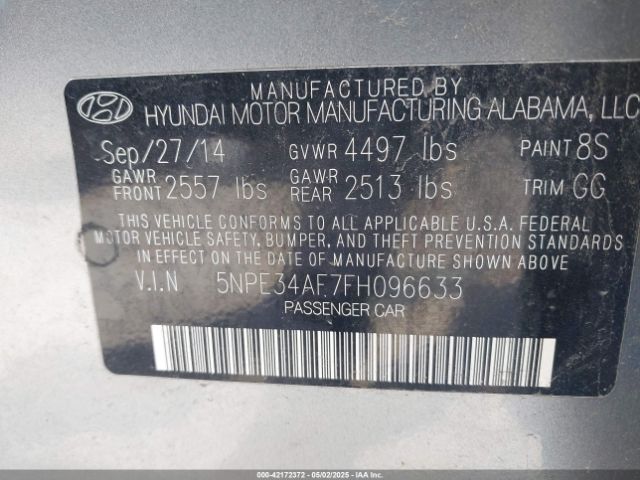 MANUFACTURED BY
HYUNDAI MOTOR MANUFACTURING ALABAMA, LLC
Sep/27/14 GVWR 4497 lbs PAINT 8S
GAWR FRONT 2557 lbs GAWR REAR 2513 lbs TRIM GG
THIS VEHICLE CONFORMS TO ALL APPLICABLE U.S.A. FEDERAL
MOTOR VEHICLE SAFETY, BUMPER, AND THEFT PREVENTION STANDARDS
IN EFFECT ON THE DATE OF MANUFACTURE SHOWN ABOVE.
V.I.N 5NPE34AF7FH096633
PASSENGER CAR
000-42172372 | 05/02/2025 | IAA Inc.